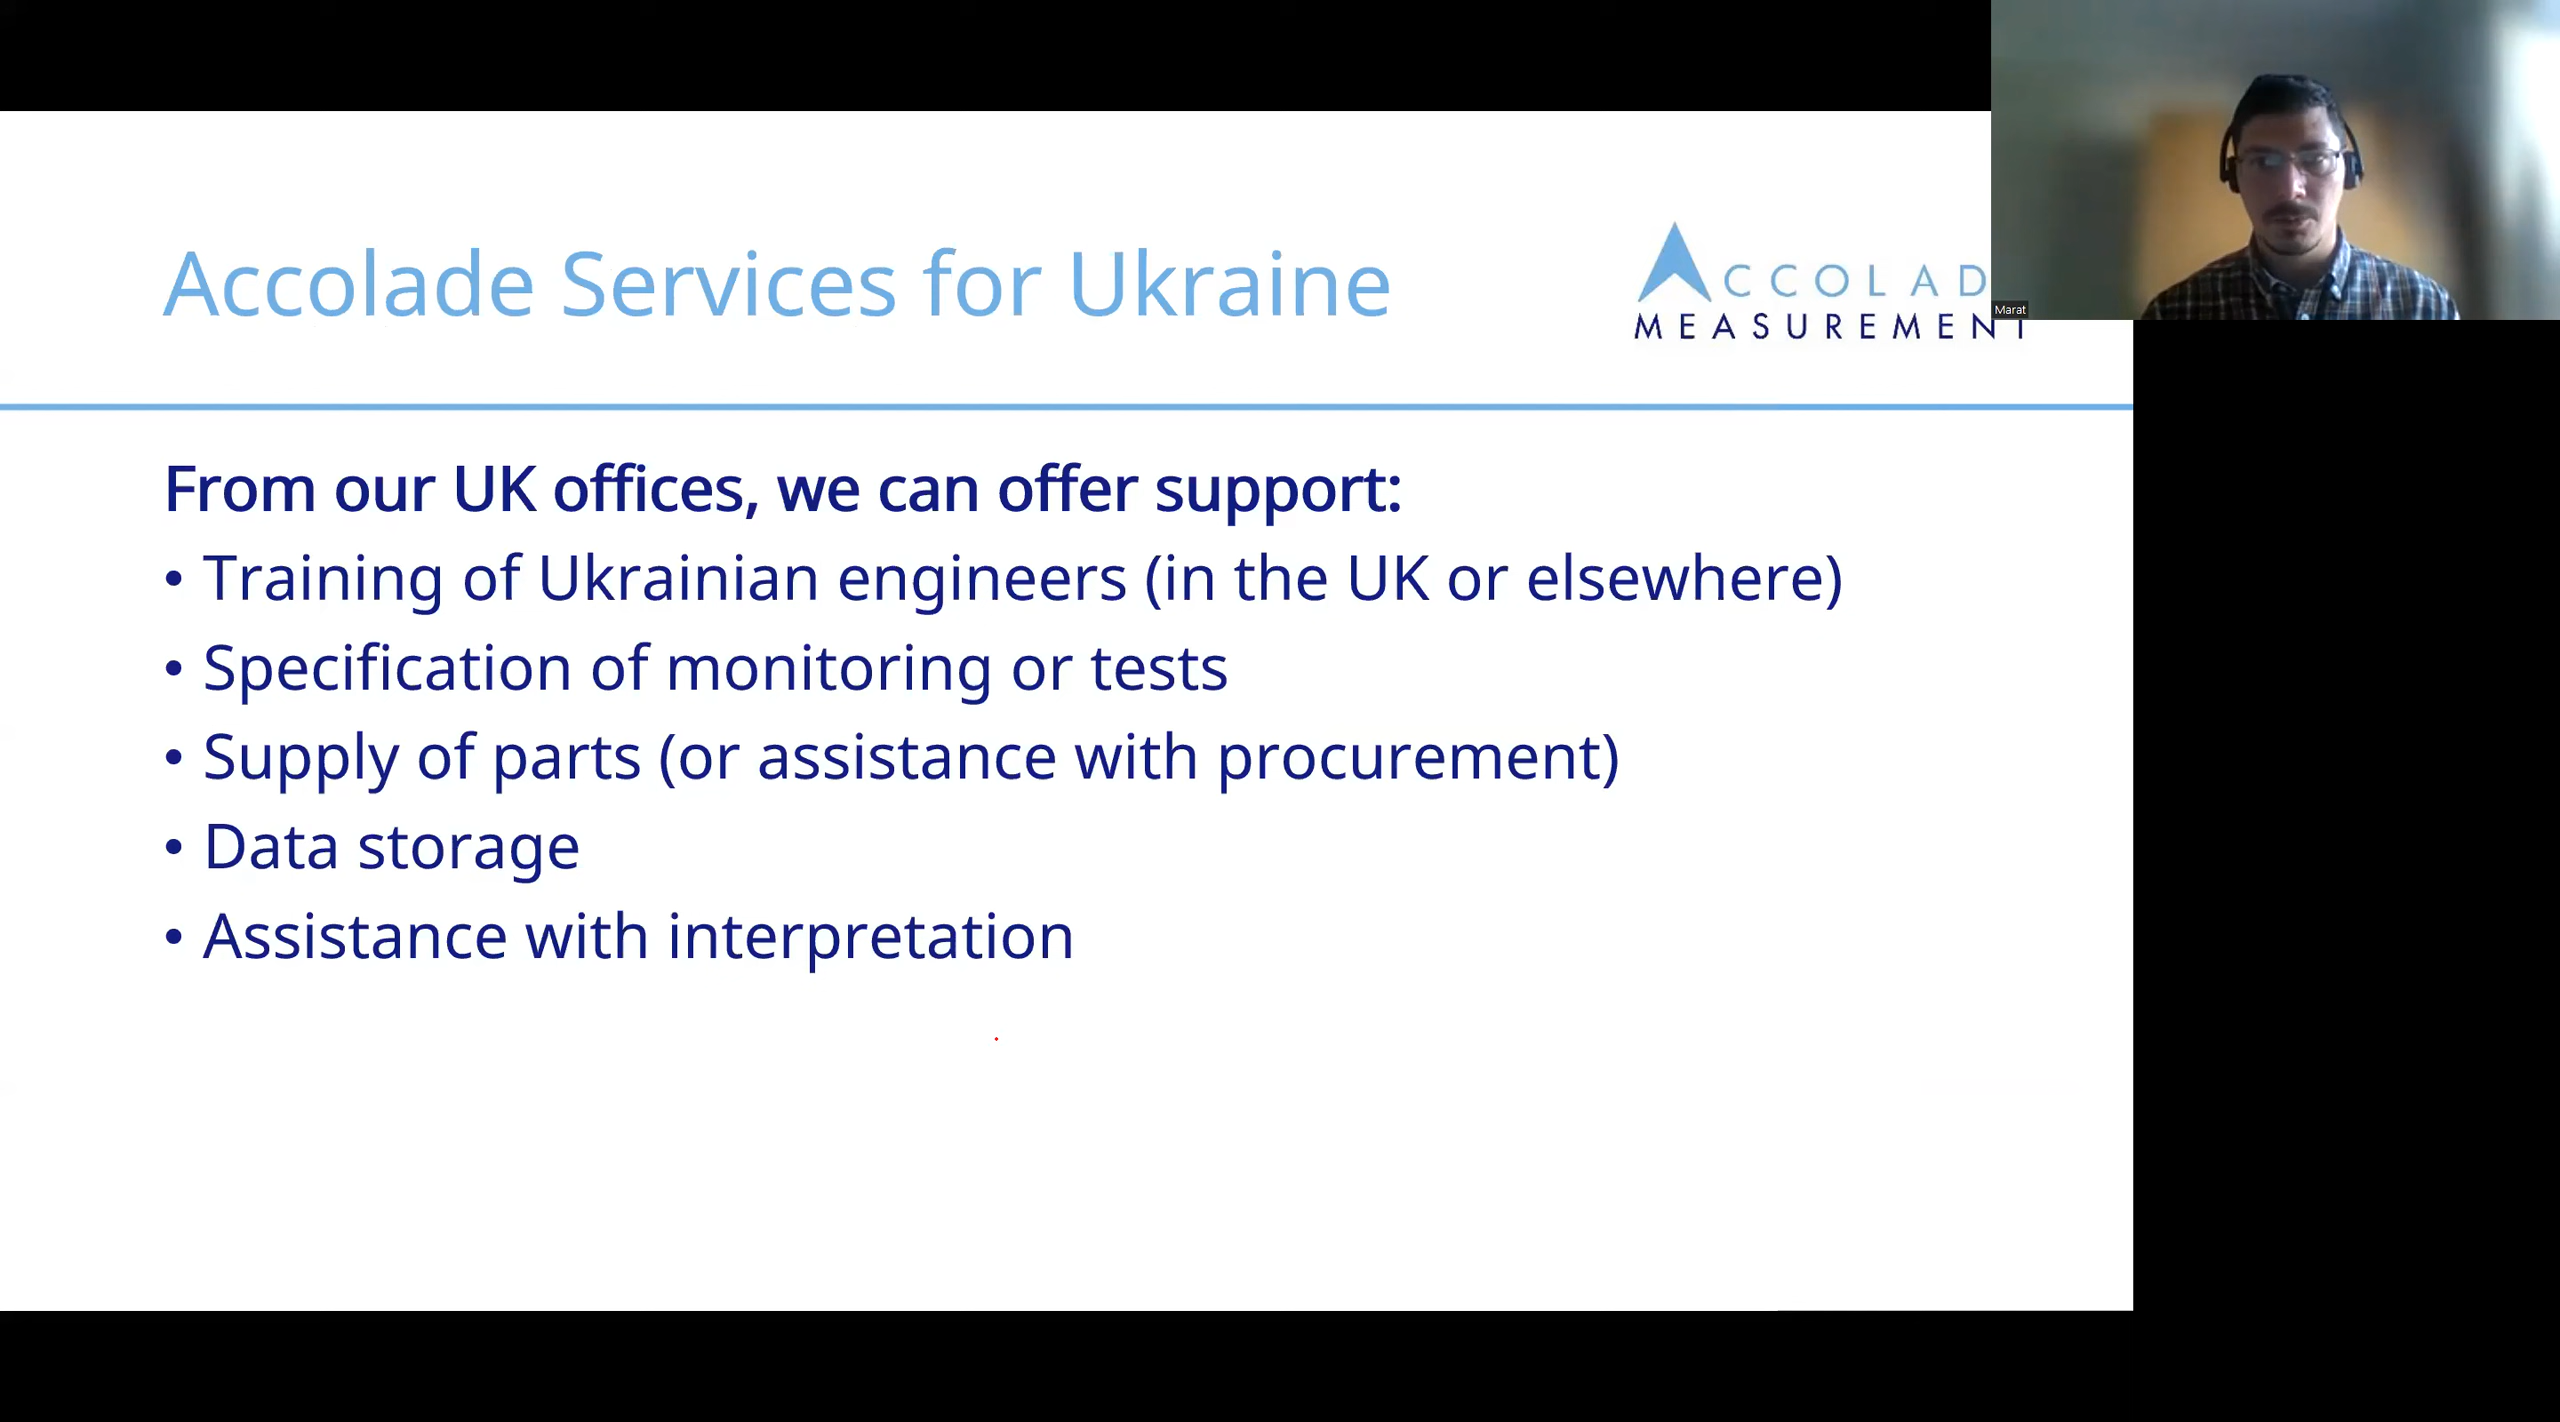 Accolade Services for Ukraine
ACCOLAD
MEASUREMENT
Marat
From our UK offices, we can offer support:
• Training of Ukrainian engineers (in the UK or elsewhere)
• Specification of monitoring or tests
• Supply of parts (or assistance with procurement)
• Data storage
• Assistance with interpretation